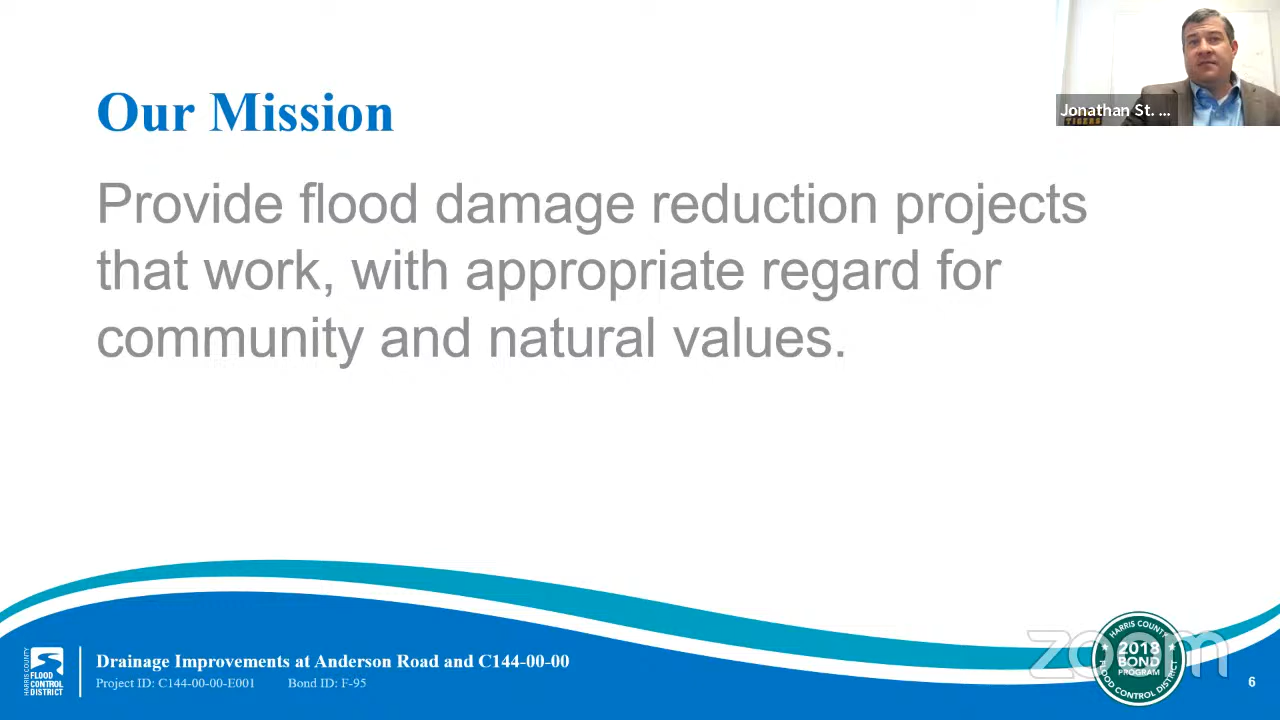 Our Mission
Jonathan St. ...
TIGERS
Provide flood damage reduction projects
that work, with appropriate regard for
community and natural values.
HARRIS COUNTY
FLOOD
CONTROL
DISTRICT
Drainage Improvements at Anderson Road and C144-00-00
Project ID: C144-00-00-E001 Bond ID: F-95
zoom
HARRIS COUNTY
2018
BOND
PROGRAM
FLOOD CONTROL DISTRICT
6